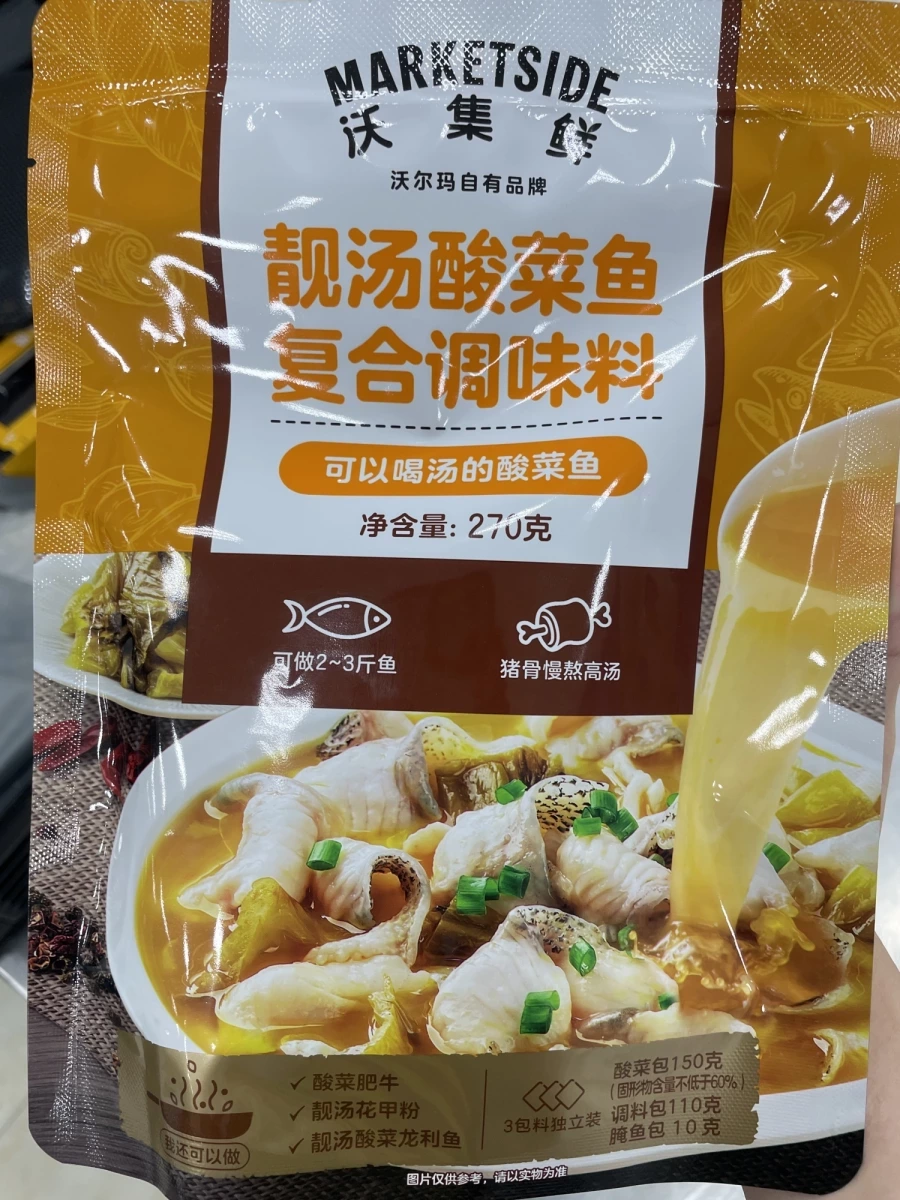 MARKETSIDE
沃集鲜
沃尔玛自有品牌
靓汤酸菜鱼
复合调味料
可以喝汤的酸菜鱼
净含量: 270克
可做2~3斤鱼
猪骨慢熬高汤
我还可以做
✓ 酸菜肥牛
✓ 靓汤花甲粉
✓ 靓汤酸菜龙利鱼
3包料独立装
酸菜包150克
(固形物含量不低于60%)
调料包110克
腌鱼包 10 克
图片仅供参考，请以实物为准